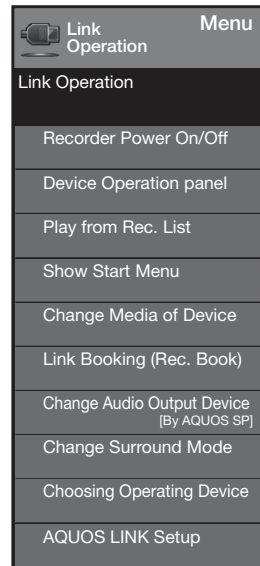 Link
Operation
Menu
Link Operation
Recorder Power On/Off
Device Operation panel
Play from Rec. List
Show Start Menu
Change Media of Device
Link Booking (Rec. Book)
Change Audio Output Device
[By AQUOS SP]
Change Surround Mode
Choosing Operating Device
AQUOS LINK Setup